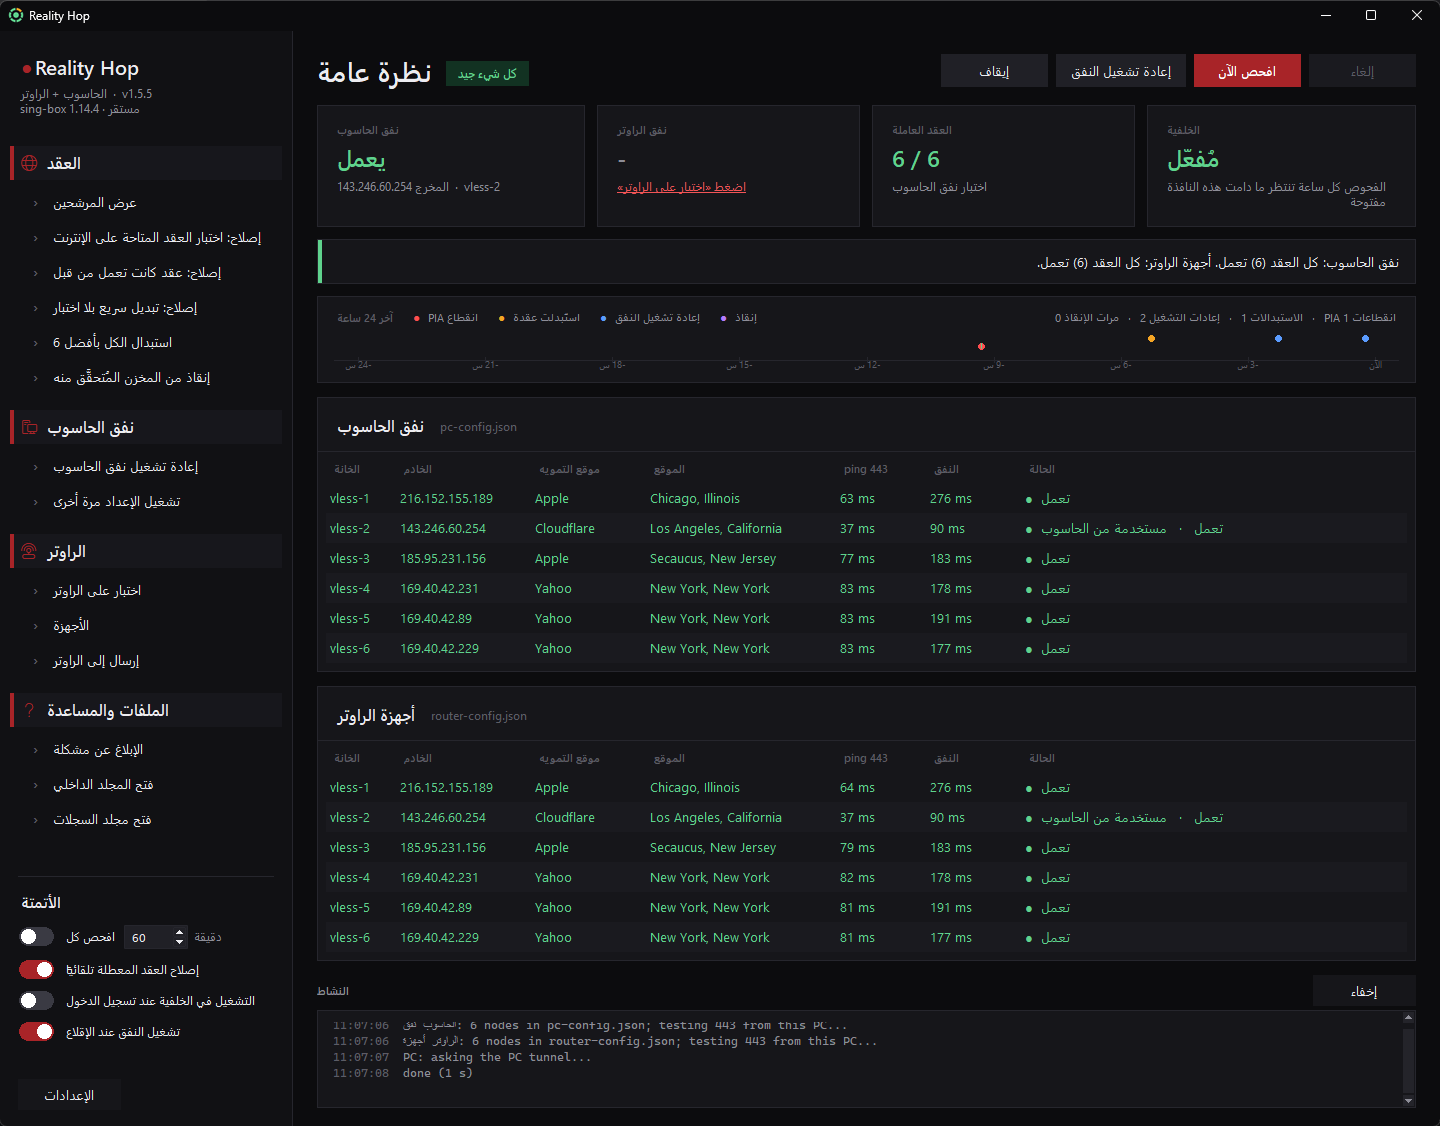 Reality Hop
Reality Hop
الحاسوب + الراوتر · v1.5.5
sing-box 1.14.4 · مستقر
العقد
عرض المرشحين
إصلاح: اختبار العقد المتاحة على الإنترنت
إصلاح: عقد كانت تعمل من قبل
إصلاح: تبديل سريع بلا اختبار
استبدال الكل بأفضل 6
إنقاذ من المخزن المُتحقَّق منه
نفق الحاسوب
إعادة تشغيل نفق الحاسوب
تشغيل الإعداد مرة أخرى
الراوتر
اختبار على الراوتر
الأجهزة
إرسال إلى الراوتر
الملفات والمساعدة
الإبلاغ عن مشكلة
فتح المجلد الداخلي
فتح مجلد السجلات
الأتمتة
افحص كل 60 دقيقة
إصلاح العقد المعطلة تلقائيًا
التشغيل في الخلفية عند تسجيل الدخول
تشغيل النفق عند الإقلاع
الإعدادات
نظرة عامة
كل شيء جيد
إيقاف
إعادة تشغيل النفق
افحص الآن
إلغاء
نفق الحاسوب
يعمل
vless-2 · المخرج 143.246.60.254
نفق الراوتر
-
اضغط «اختبار على الراوتر»
العقد العاملة
6 / 6
اختبار نفق الحاسوب
الخلفية
مُفعّل
الفحوص كل ساعة تنتظر ما دامت هذه النافذة
مفتوحة
نفق الحاسوب: كل العقد (6) تعمل. أجهزة الراوتر: كل العقد (6) تعمل.
آخر 24 ساعة
انقطاع PIA
استُبدلت عقدة
إعادة تشغيل النفق
إنقاذ
انقطاعات PIA 1 · الاستبدالات 1 · إعادات التشغيل 2 · مرات الإنقاذ 0
-24 س
-21 س
-18 س
-15 س
-12 س
-9 س
-6 س
-3 س
الآن
نفق الحاسوب pc-config.json
الخانة الخادم موقع التمويه الموقع ping 443 النفق الحالة
vless-1 216.152.155.189 Apple Chicago, Illinois 63 ms 276 ms تعمل
vless-2 143.246.60.254 Cloudflare Los Angeles, California 37 ms 90 ms تعمل · مستخدمة من الحاسوب
vless-3 185.95.231.156 Apple Secaucus, New Jersey 77 ms 183 ms تعمل
vless-4 169.40.42.231 Yahoo New York, New York 83 ms 178 ms تعمل
vless-5 169.40.42.89 Yahoo New York, New York 83 ms 191 ms تعمل
vless-6 169.40.42.229 Yahoo New York, New York 83 ms 177 ms تعمل
أجهزة الراوتر router-config.json
الخانة الخادم موقع التمويه الموقع ping 443 النفق الحالة
vless-1 216.152.155.189 Apple Chicago, Illinois 64 ms 276 ms تعمل
vless-2 143.246.60.254 Cloudflare Los Angeles, California 37 ms 90 ms تعمل · مستخدمة من الحاسوب
vless-3 185.95.231.156 Apple Secaucus, New Jersey 79 ms 183 ms تعمل
vless-4 169.40.42.231 Yahoo New York, New York 82 ms 178 ms تعمل
vless-5 169.40.42.89 Yahoo New York, New York 81 ms 191 ms تعمل
vless-6 169.40.42.229 Yahoo New York, New York 81 ms 177 ms تعمل
النشاط
إخفاء
11:07:06 نفق الحاسوب: 6 nodes in pc-config.json; testing 443 from this PC...
11:07:06 أجهزة الراوتر: 6 nodes in router-config.json; testing 443 from this PC...
11:07:07 PC: asking the PC tunnel...
11:07:08 done (1 s)